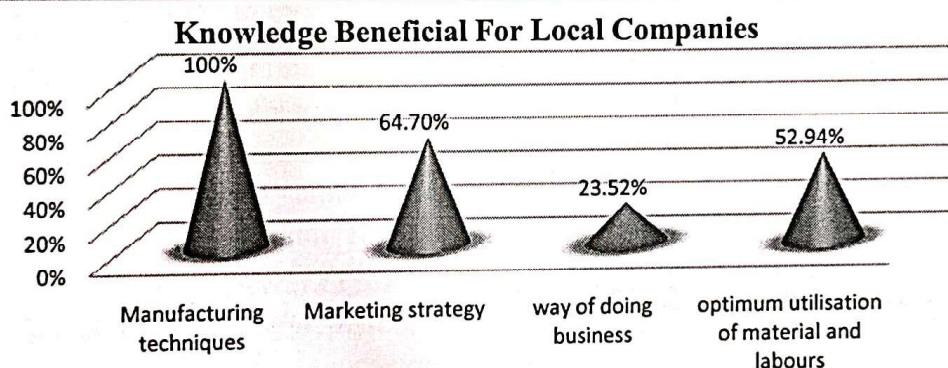 Knowledge Beneficial For Local Companies
100%
80%
60%
40%
20%
0%
100%
64.70%
23.52%
52.94%
Manufacturing
techniques
Marketing strategy
way of doing
business
optimum utilisation
of material and
labours